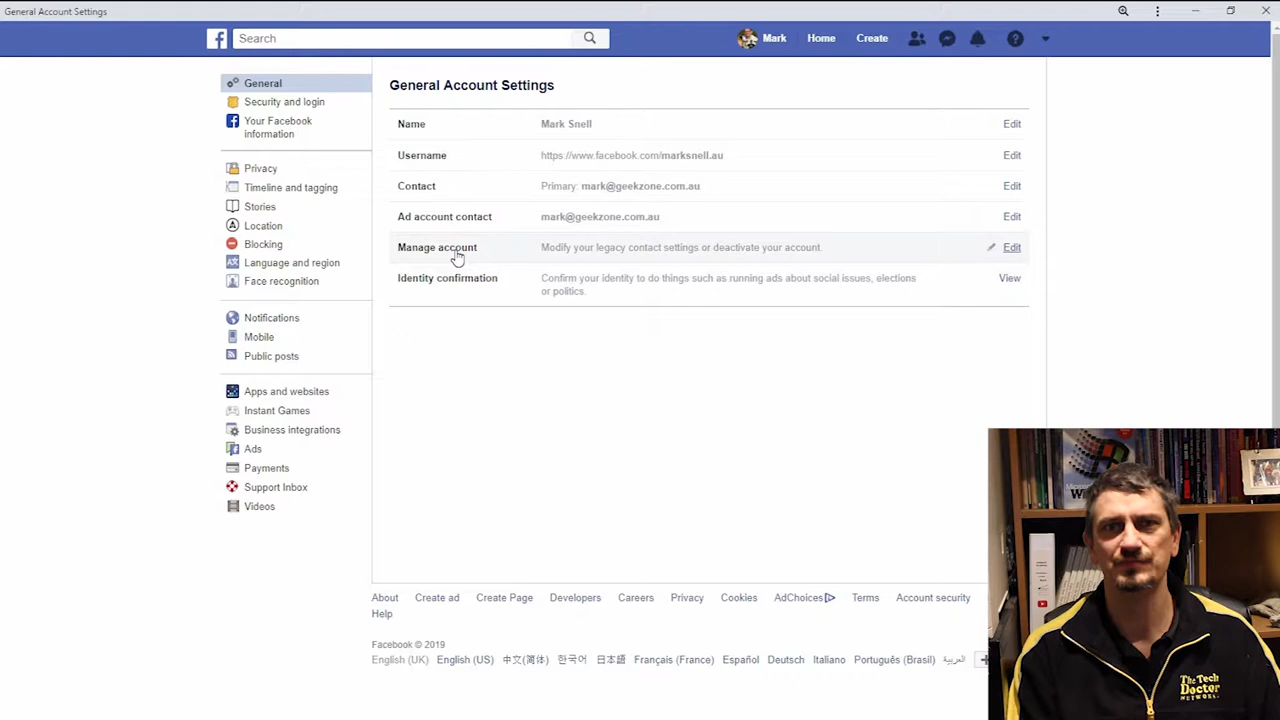 General Account Settings
Search
Mark
Home
Create
General
Security and login
Your Facebook
information
Privacy
Timeline and tagging
Stories
Location
Blocking
Language and region
Face recognition
Notifications
Mobile
Public posts
Apps and websites
Instant Games
Business integrations
Ads
Payments
Support Inbox
Videos
General Account Settings
Name Mark Snell Edit
Username https://www.facebook.com/marksnell.au Edit
Contact Primary: mark@geekzone.com.au Edit
Ad account contact mark@geekzone.com.au Edit
Manage account Modify your legacy contact settings or deactivate your account. Edit
Identity confirmation Confirm your identity to do things such as running ads about social issues, elections View
or politics.
About Create ad Create Page Developers Careers Privacy Cookies AdChoices Terms Account security
Help
Facebook © 2019
English (UK) English (US) 中文(简体) 한국어 日本語 Français (France) Español Deutsch Italiano Português (Brasil) العربية
The Tech
Doctor
NETWORK